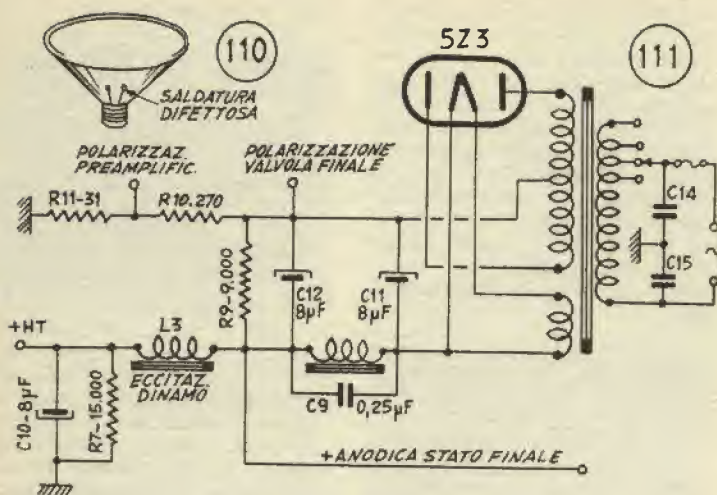 110
SALDATURA
DIFETTOSA
5Z3
111
POLARIZZAZ.
PREAMPLIFIC.
POLARIZZAZIONE
VALVOLA FINALE
R11-31
R10.270
R9-9.000
C12
8µF
C11
8µF
C14
C15
+HT
L3
ECCITAZ.
DINAMO
C9
0,25µF
C10-8µF
R7-15.000
+ANODICA STATO FINALE